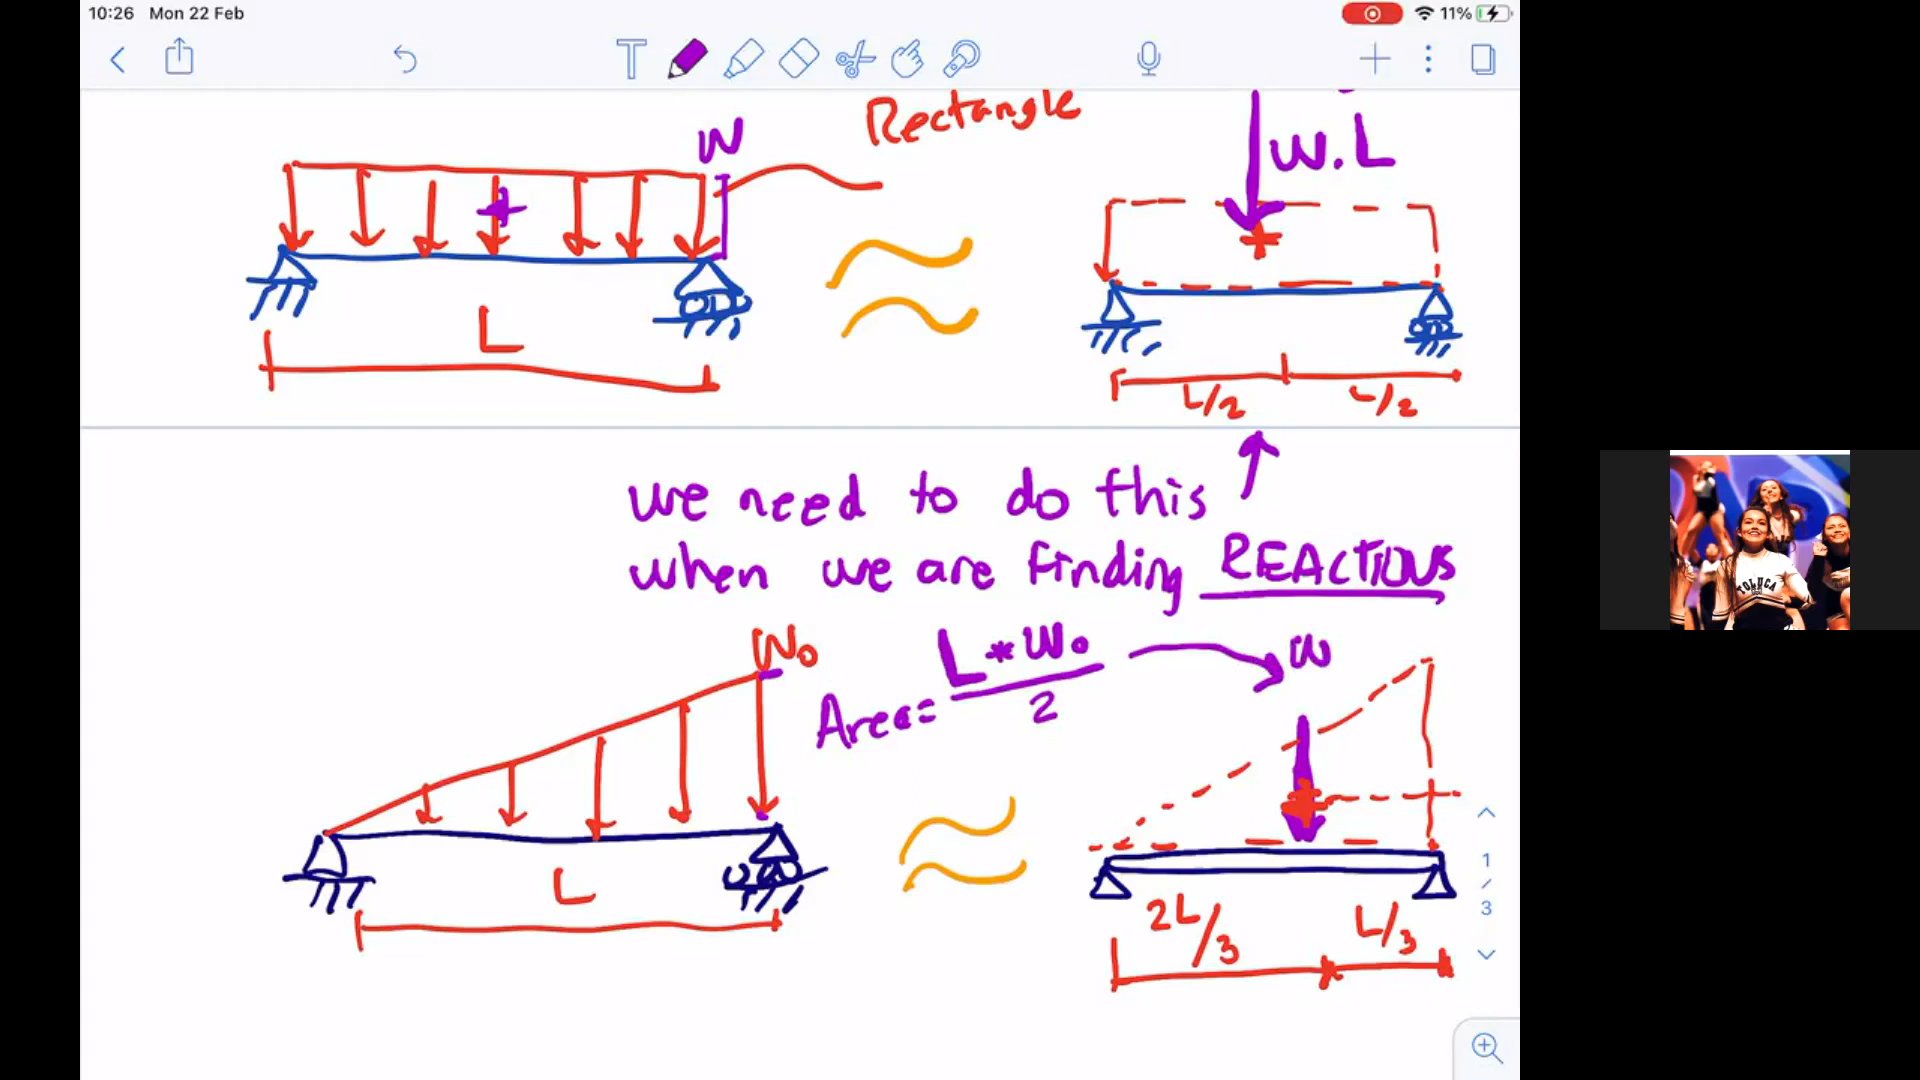 10:26 Mon 22 Feb
11%
T
Rectangle
W
W.L
L
L/2
L/2
we need to do this
when we are finding REACTIONS
Wo
Area= L*Wo
2
W
L
2L/3
L/3
1
/
3
TOLUCA